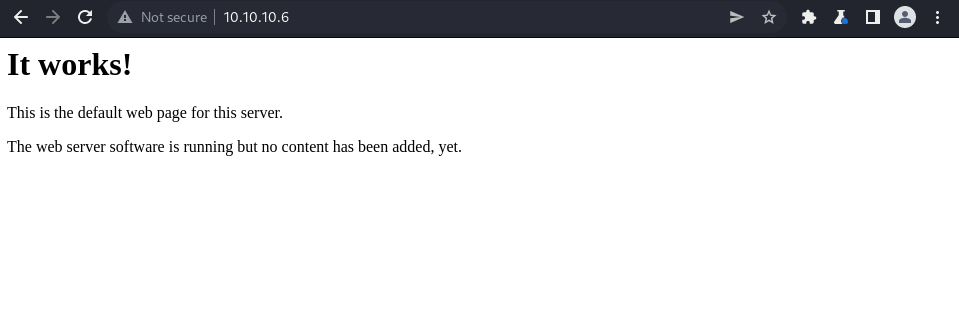 Not secure 10.10.10.6
It works!
This is the default web page for this server.
The web server software is running but no content has been added, yet.